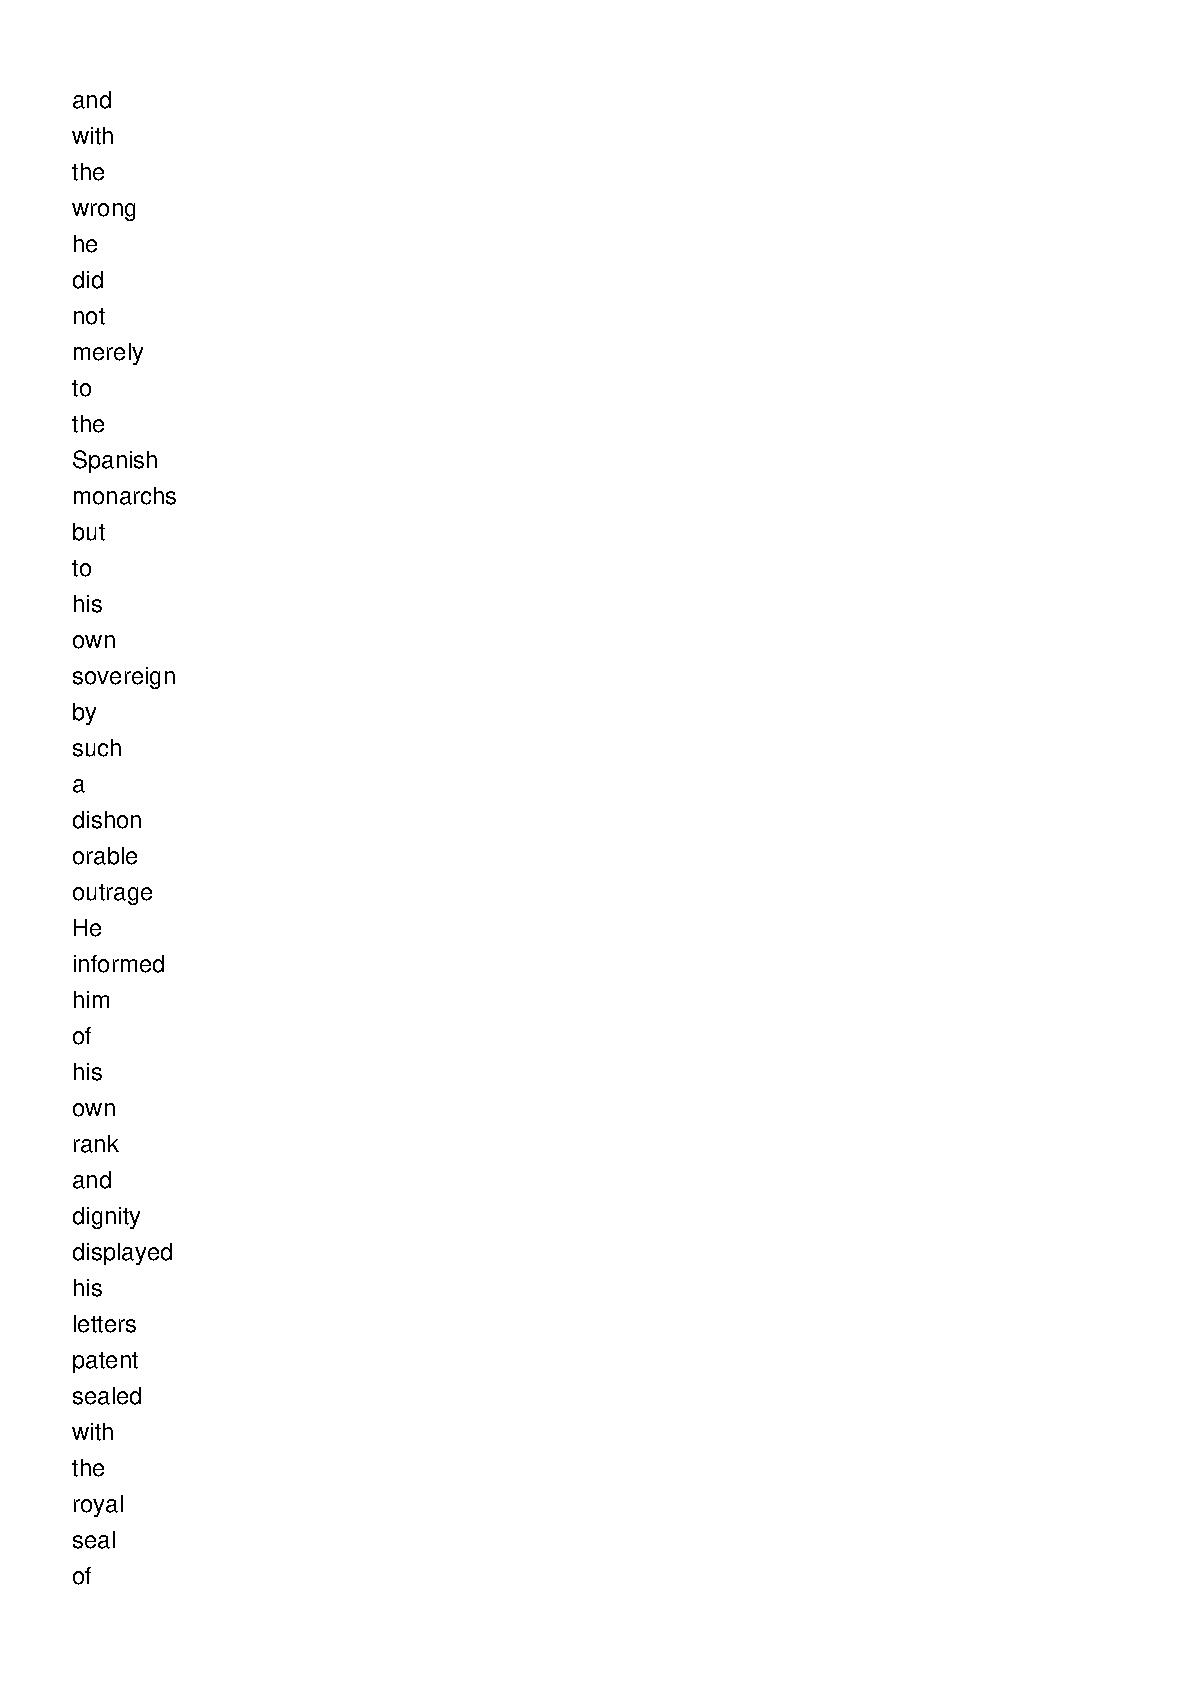 and
with
the
wrong
he
did
not
merely
to
the
Spanish
monarchs
but
to
his
own
sovereign
by
such
a
dishon
orable
outrage
He
informed
him
of
his
own
rank
and
dignity
displayed
his
letters
patent
sealed
with
the
royal
seal
of